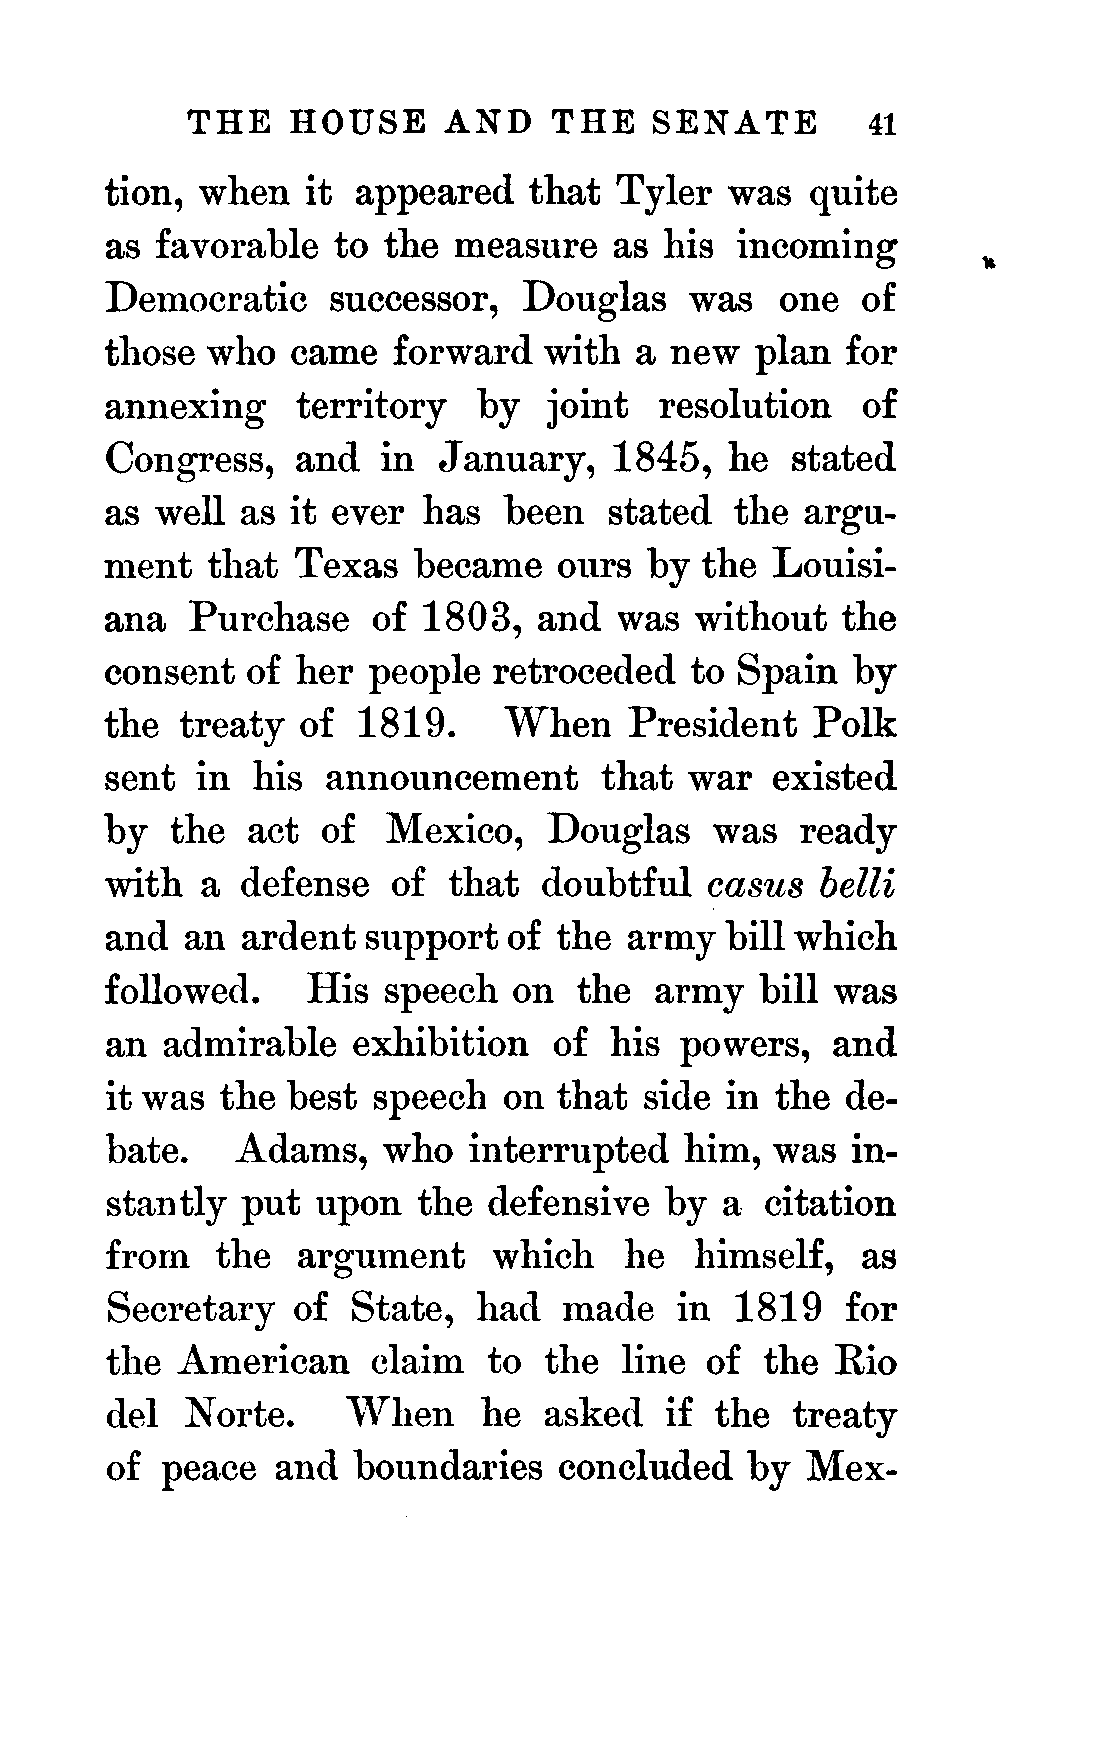 THE HOUSE AND THE SENATE 41
tion, when it appeared that Tyler was quite
as favorable to the measure as his incoming
Democratic successor, Douglas was one of
those who came forward with a new plan for
annexing territory by joint resolution of
Congress, and in January, 1845, he stated
as well as it ever has been stated the argu-
ment that Texas became ours by the Louisi-
ana Purchase of 1803, and was without the
consent of her people retroceded to Spain by
the treaty of 1819. When President Polk
sent in his announcement that war existed
by the act of Mexico, Douglas was ready
with a defense of that doubtful casus belli
and an ardent support of the army bill which
followed. His speech on the army bill was
an admirable exhibition of his powers, and
it was the best speech on that side in the de-
bate. Adams, who interrupted him, was in-
stantly put upon the defensive by a citation
from the argument which he himself, as
Secretary of State, had made in 1819 for
the American claim to the line of the Rio
del Norte. When he asked if the treaty
of peace and boundaries concluded by Mex-